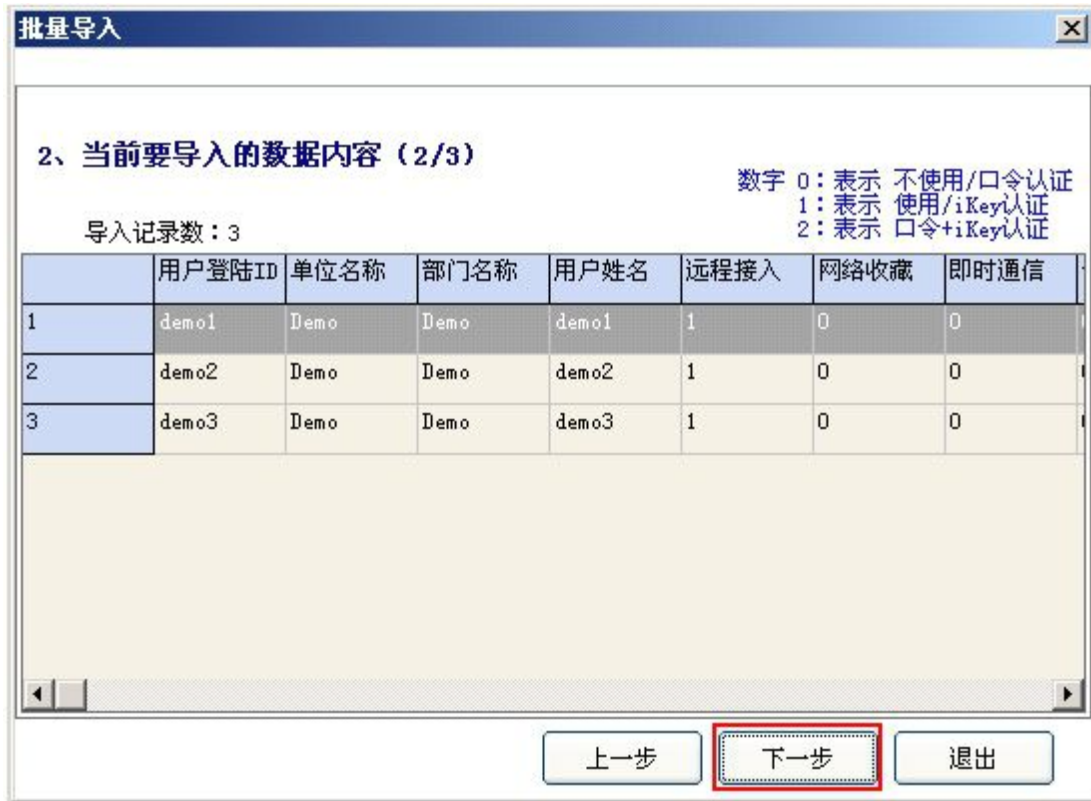 批量导入
2、当前要导入的数据内容（2/3）
数字 0：表示 不使用/口令认证
1：表示 使用/iKey认证
2：表示 口令+iKey认证
导入记录数：3
用户登陆ID 单位名称 部门名称 用户姓名 远程接入 网络收藏 即时通信
1 demo1 Demo Demo demo1 1 0 0
2 demo2 Demo Demo demo2 1 0 0
3 demo3 Demo Demo demo3 1 0 0
上一步 下一步 退出